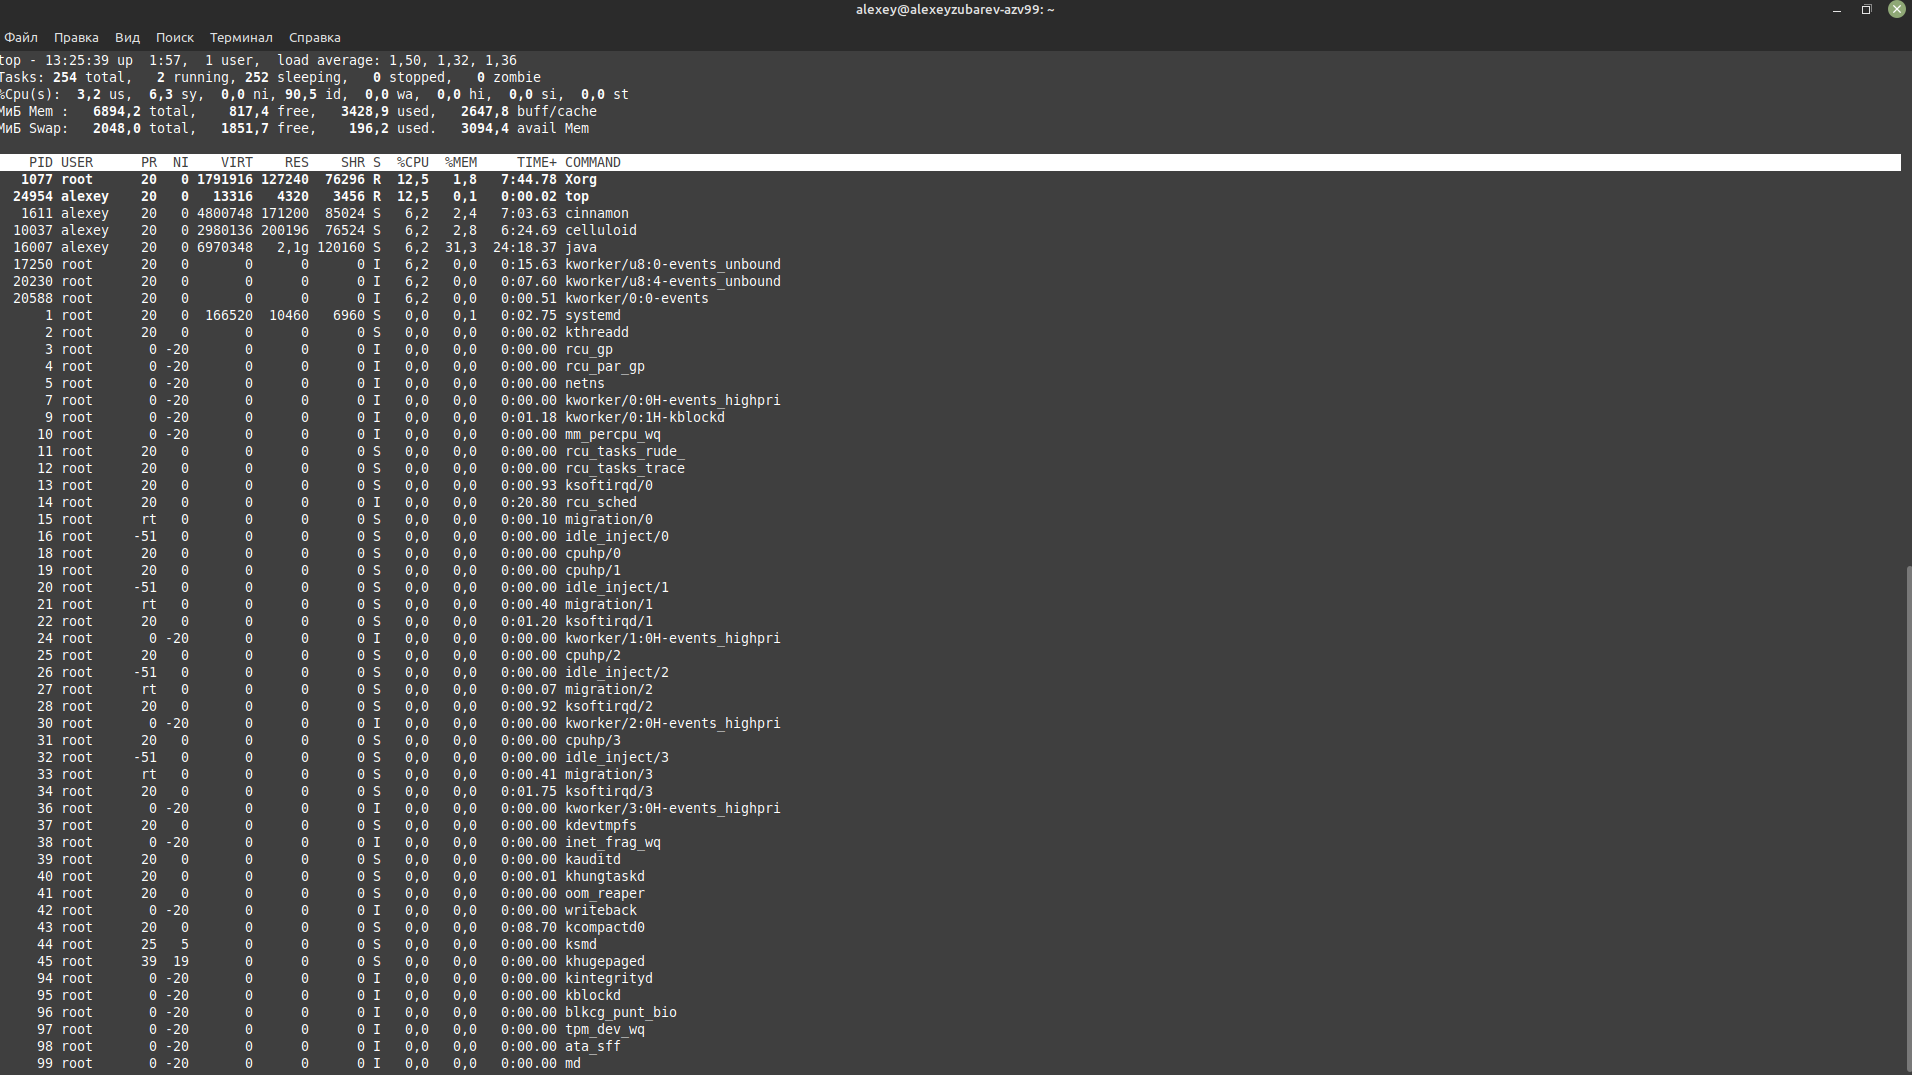 alexey@alexeyzubarev-azv99: ~
Файл Правка Вид Поиск Терминал Справка
top - 13:25:39 up  1:57,  1 user,  load average: 1,50, 1,32, 1,36
Tasks: 254 total,   2 running, 252 sleeping,   0 stopped,   0 zombie
%Cpu(s):  3,2 us,  6,3 sy,  0,0 ni, 90,5 id,  0,0 wa,  0,0 hi,  0,0 si,  0,0 st
МиБ Mem :   6894,2 total,    817,4 free,   3428,9 used,   2647,8 buff/cache
МиБ Swap:   2048,0 total,   1851,7 free,    196,2 used.   3094,4 avail Mem
PID USER      PR  NI    VIRT    RES    SHR S  %CPU  %MEM     TIME+ COMMAND
1077 root      20   0 1791916 127240  76296 R  12,5   1,8   7:44.78 Xorg
24954 alexey    20   0   13316   4320   3456 R  12,5   0,1   0:00.02 top
1611 alexey    20   0 4800748 171200  85024 S   6,2   2,4   7:03.63 cinnamon
10037 alexey    20   0 2980136 200196  76524 S   6,2   2,8   6:24.69 celluloid
16007 alexey    20   0 6970348   2,1g 120160 S   6,2  31,3  24:18.37 java
17250 root      20   0       0      0      0 I   6,2   0,0   0:15.63 kworker/u8:0-events_unbound
20230 root      20   0       0      0      0 I   6,2   0,0   0:07.60 kworker/u8:4-events_unbound
20588 root      20   0       0      0      0 I   6,2   0,0   0:00.51 kworker/0:0-events
1 root      20   0  166520  10460   6960 S   0,0   0,1   0:02.75 systemd
2 root      20   0       0      0      0 S   0,0   0,0   0:00.02 kthreadd
3 root       0 -20       0      0      0 I   0,0   0,0   0:00.00 rcu_gp
4 root       0 -20       0      0      0 I   0,0   0,0   0:00.00 rcu_par_gp
5 root       0 -20       0      0      0 I   0,0   0,0   0:00.00 netns
7 root       0 -20       0      0      0 I   0,0   0,0   0:00.00 kworker/0:0H-events_highpri
9 root       0 -20       0      0      0 I   0,0   0,0   0:01.18 kworker/0:1H-kblockd
10 root       0 -20       0      0      0 I   0,0   0,0   0:00.00 mm_percpu_wq
11 root      20   0       0      0      0 S   0,0   0,0   0:00.00 rcu_tasks_rude_
12 root      20   0       0      0      0 S   0,0   0,0   0:00.00 rcu_tasks_trace
13 root      20   0       0      0      0 S   0,0   0,0   0:00.93 ksoftirqd/0
14 root      20   0       0      0      0 I   0,0   0,0   0:20.80 rcu_sched
15 root      rt   0       0      0      0 S   0,0   0,0   0:00.10 migration/0
16 root     -51   0       0      0      0 S   0,0   0,0   0:00.00 idle_inject/0
18 root      20   0       0      0      0 S   0,0   0,0   0:00.00 cpuhp/0
19 root      20   0       0      0      0 S   0,0   0,0   0:00.00 cpuhp/1
20 root     -51   0       0      0      0 S   0,0   0,0   0:00.00 idle_inject/1
21 root      rt   0       0      0      0 S   0,0   0,0   0:00.40 migration/1
22 root      20   0       0      0      0 S   0,0   0,0   0:01.20 ksoftirqd/1
24 root       0 -20       0      0      0 I   0,0   0,0   0:00.00 kworker/1:0H-events_highpri
25 root      20   0       0      0      0 S   0,0   0,0   0:00.00 cpuhp/2
26 root     -51   0       0      0      0 S   0,0   0,0   0:00.00 idle_inject/2
27 root      rt   0       0      0      0 S   0,0   0,0   0:00.07 migration/2
28 root      20   0       0      0      0 S   0,0   0,0   0:00.92 ksoftirqd/2
30 root       0 -20       0      0      0 I   0,0   0,0   0:00.00 kworker/2:0H-events_highpri
31 root      20   0       0      0      0 S   0,0   0,0   0:00.00 cpuhp/3
32 root     -51   0       0      0      0 S   0,0   0,0   0:00.00 idle_inject/3
33 root      rt   0       0      0      0 S   0,0   0,0   0:00.41 migration/3
34 root      20   0       0      0      0 S   0,0   0,0   0:01.75 ksoftirqd/3
36 root       0 -20       0      0      0 I   0,0   0,0   0:00.00 kworker/3:0H-events_highpri
37 root      20   0       0      0      0 S   0,0   0,0   0:00.00 kdevtmpfs
38 root       0 -20       0      0      0 I   0,0   0,0   0:00.00 inet_frag_wq
39 root      20   0       0      0      0 S   0,0   0,0   0:00.00 kauditd
40 root      20   0       0      0      0 S   0,0   0,0   0:00.01 khungtaskd
41 root      20   0       0      0      0 S   0,0   0,0   0:00.00 oom_reaper
42 root       0 -20       0      0      0 I   0,0   0,0   0:00.00 writeback
43 root      20   0       0      0      0 S   0,0   0,0   0:08.70 kcompactd0
44 root      25   5       0      0      0 S   0,0   0,0   0:00.00 ksmd
45 root      39  19       0      0      0 S   0,0   0,0   0:00.00 khugepaged
94 root       0 -20       0      0      0 I   0,0   0,0   0:00.00 kintegrityd
95 root       0 -20       0      0      0 I   0,0   0,0   0:00.00 kblockd
96 root       0 -20       0      0      0 I   0,0   0,0   0:00.00 blkcg_punt_bio
97 root       0 -20       0      0      0 I   0,0   0,0   0:00.00 tpm_dev_wq
98 root       0 -20       0      0      0 I   0,0   0,0   0:00.00 ata_sff
99 root       0 -20       0      0      0 I   0,0   0,0   0:00.00 md